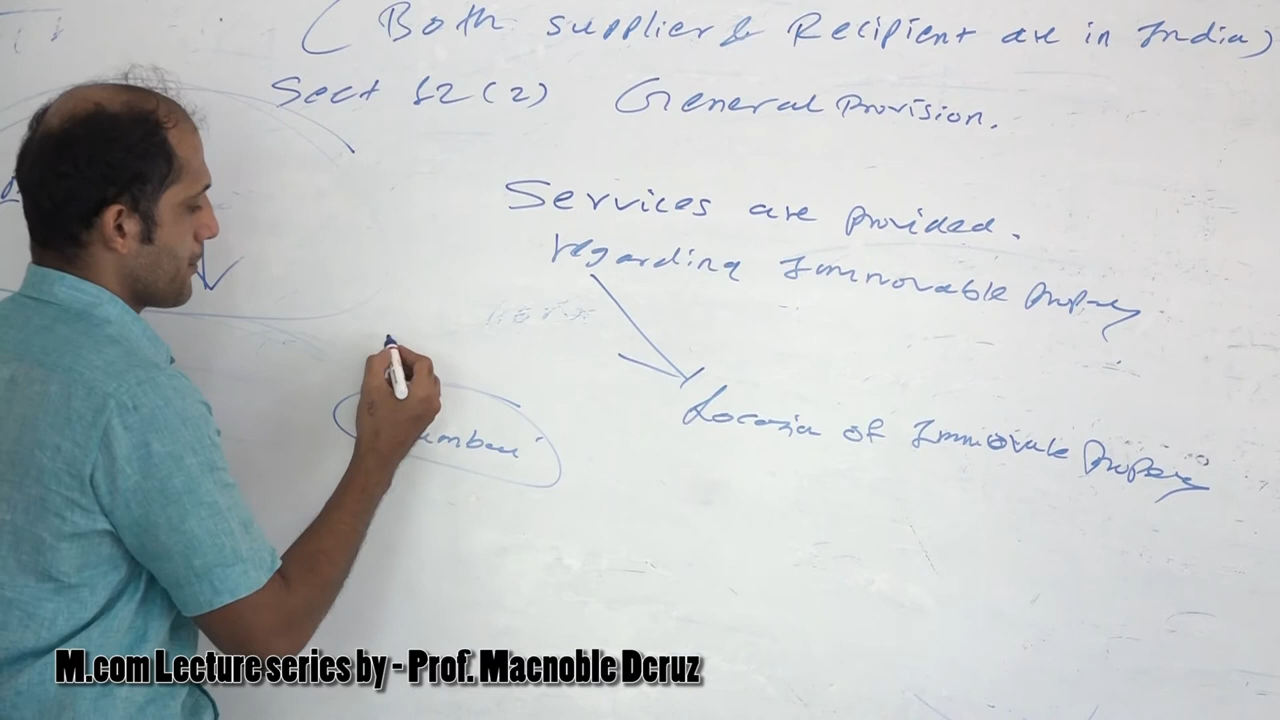 (Both supplier & Recipient are in India)
Sect 12(2) General Provision.
Services are provided.
regarding Immovable Property
Location of Immovable Property
M.com Lecture series by - Prof. Macnoble Dcruz